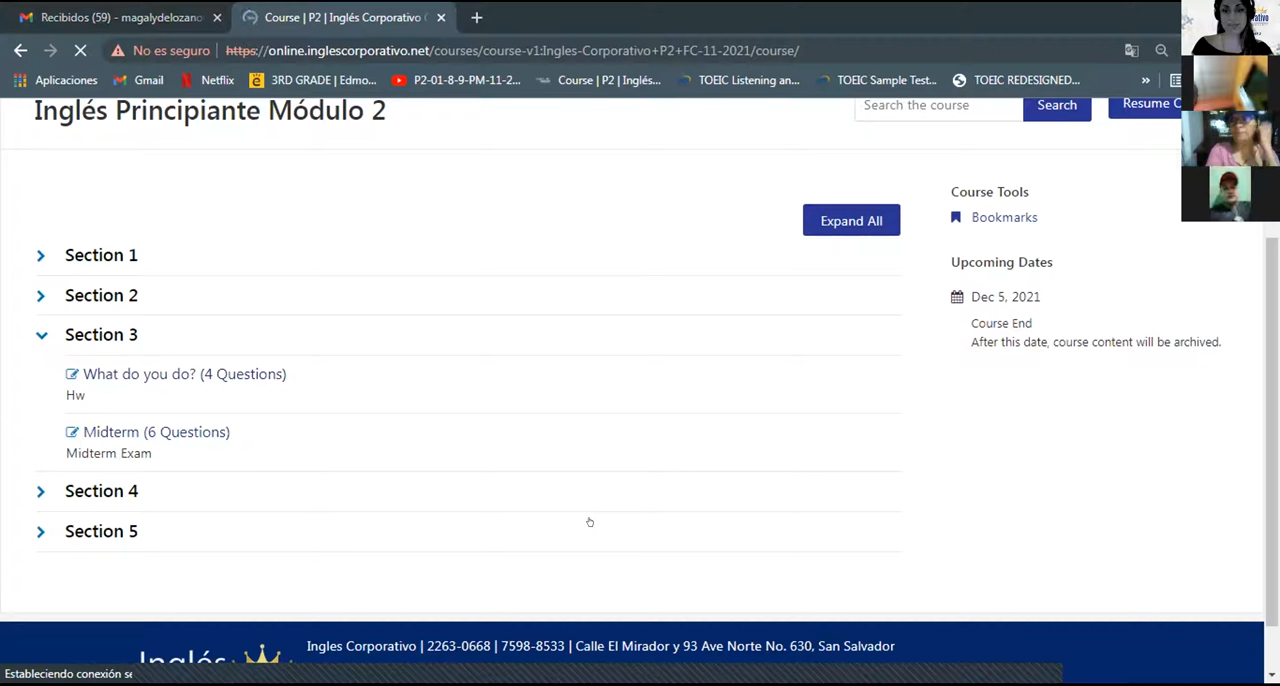 Recibidos (59) - magalydelozano
Course | P2 | Inglés Corporativo
No es seguro https://online.inglescorporativo.net/courses/course-v1:Ingles-Corporativo+P2+FC-11-2021/course/
Aplicaciones Gmail Netflix 3RD GRADE | Edmo... P2-01-8-9-PM-11-2... Course | P2 | Inglés... TOEIC Listening an... TOEIC Sample Test... TOEIC REDESIGNED... »
Inglés Principiante Módulo 2
Search the course
Search
Resume
Course Tools
Bookmarks
Expand All
Section 1
Upcoming Dates
Section 2
Dec 5, 2021
Course End
After this date, course content will be archived.
Section 3
What do you do? (4 Questions)
Hw
Midterm (6 Questions)
Midterm Exam
Section 4
Section 5
Ingles Corporativo | 2263-0668 | 7598-8533 | Calle El Mirador y 93 Ave Norte No. 630, San Salvador
Inglés
Estableciendo conexión